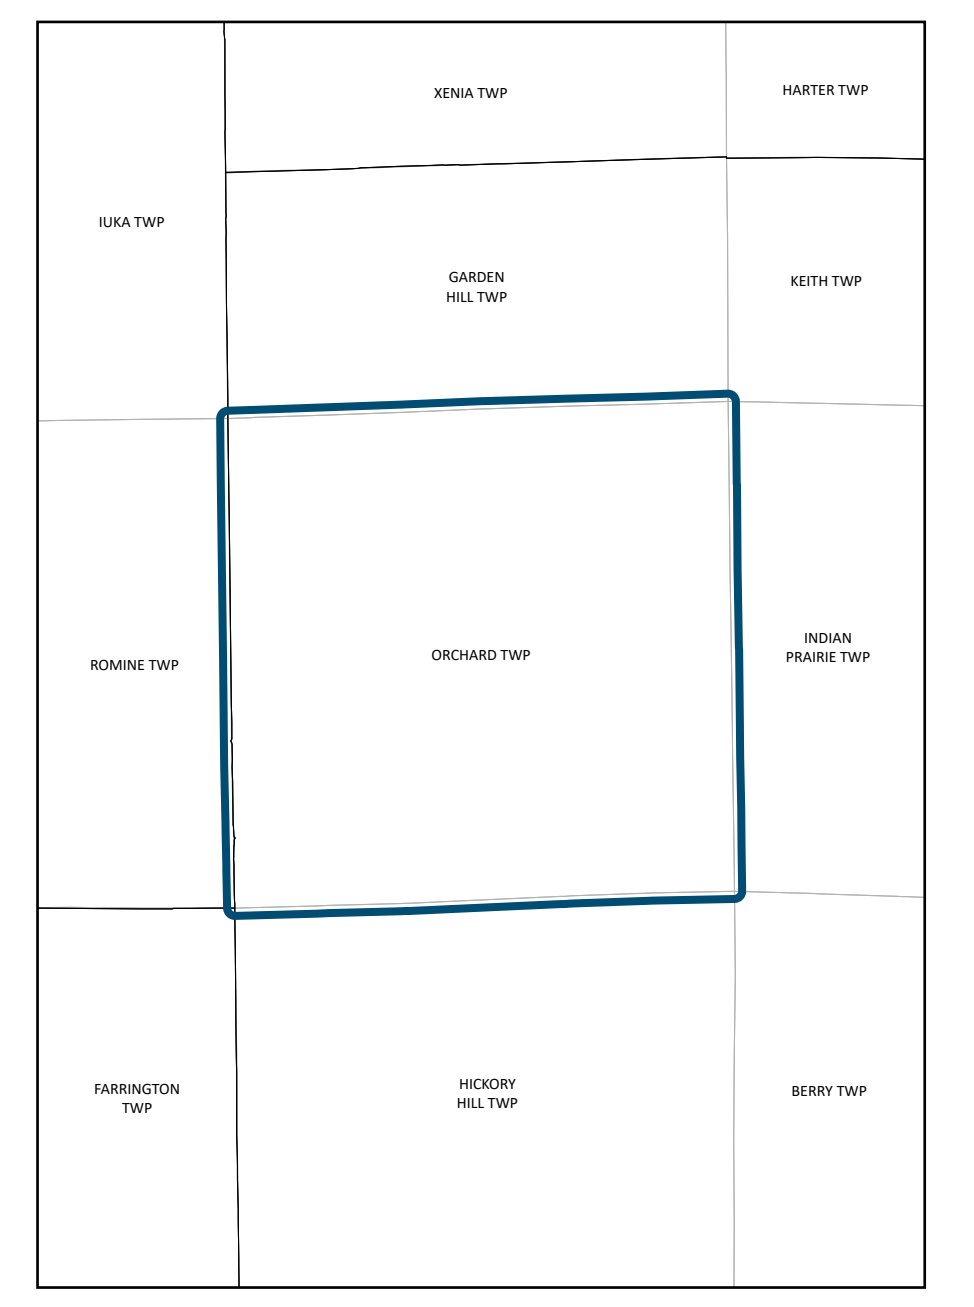 XENIA TWP
HARTER TWP
IUKA TWP
GARDEN
HILL TWP
KEITH TWP
ROMINE TWP
ORCHARD TWP
INDIAN
PRAIRIE TWP
FARRINGTON
TWP
HICKORY
HILL TWP
BERRY TWP